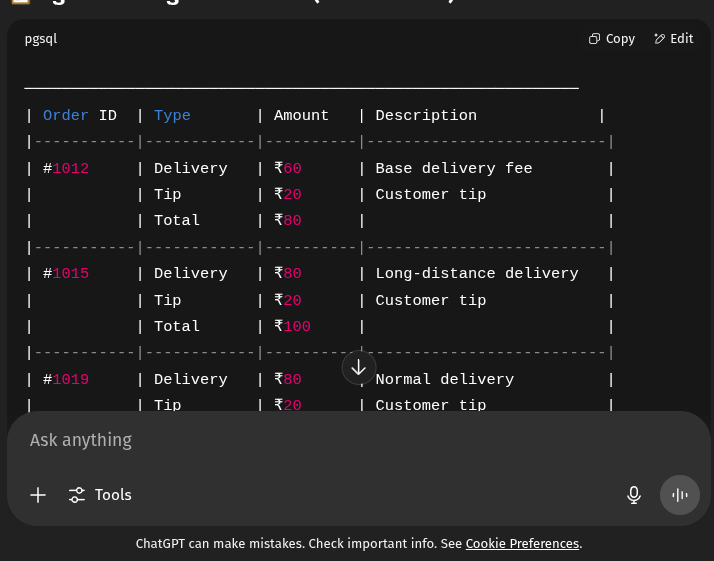 pgsql
Copy
Edit
| Order ID | Type | Amount | Description |
|-----------|------------|----------|--------------------------|
| #1012 | Delivery | ₹60 | Base delivery fee |
| | Tip | ₹20 | Customer tip |
| | Total | ₹80 | |
|-----------|------------|----------|--------------------------|
| #1015 | Delivery | ₹80 | Long-distance delivery |
| | Tip | ₹20 | Customer tip |
| | Total | ₹100 | |
|-----------|------------|----------|--------------------------|
| #1019 | Delivery | ₹80 | Normal delivery |
| | Tip | ₹20 | Customer tip |
Ask anything
Tools
ChatGPT can make mistakes. Check important info. See Cookie Preferences.